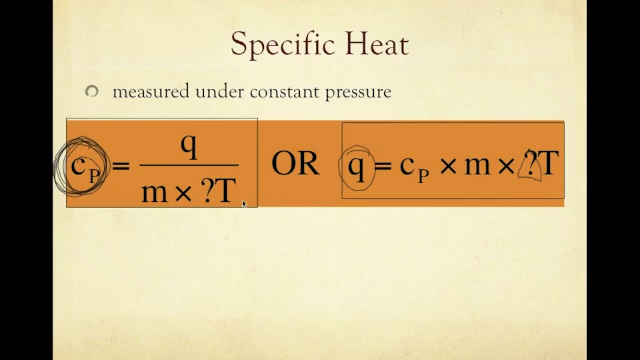 Specific Heat
measured under constant pressure
cP = q / m × ?T OR q = cP × m × ?T